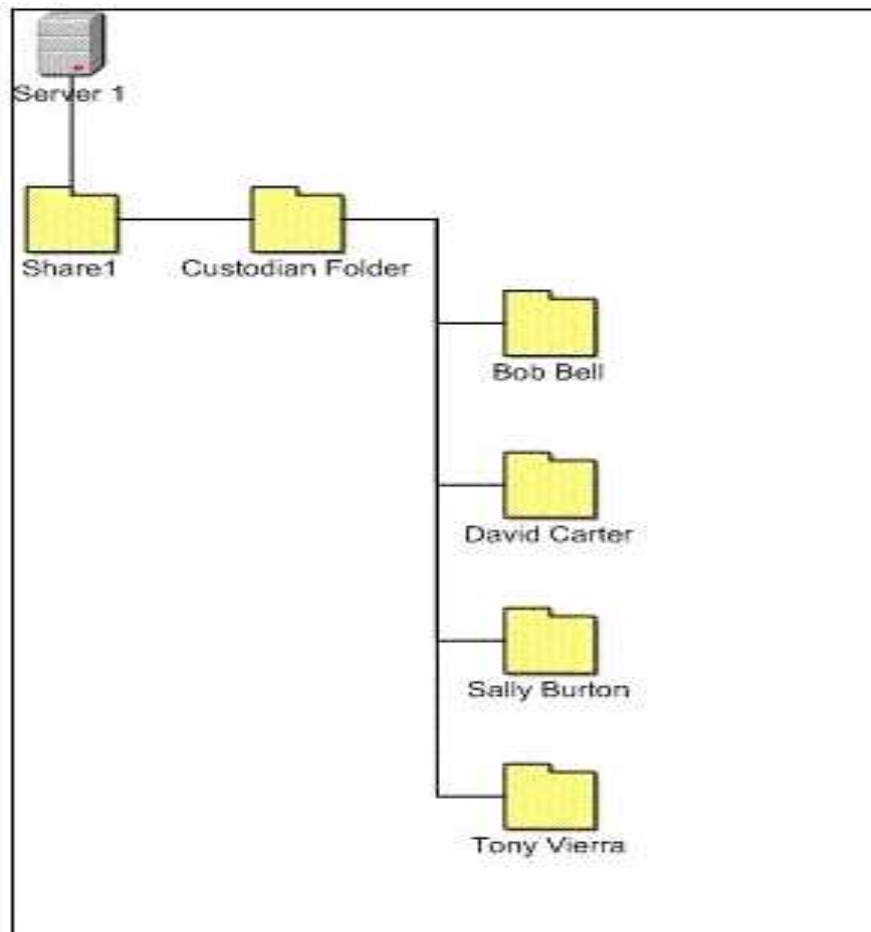 Server 1
Share1
Custodian Folder
Bob Bell
David Carter
Sally Burton
Tony Vierra